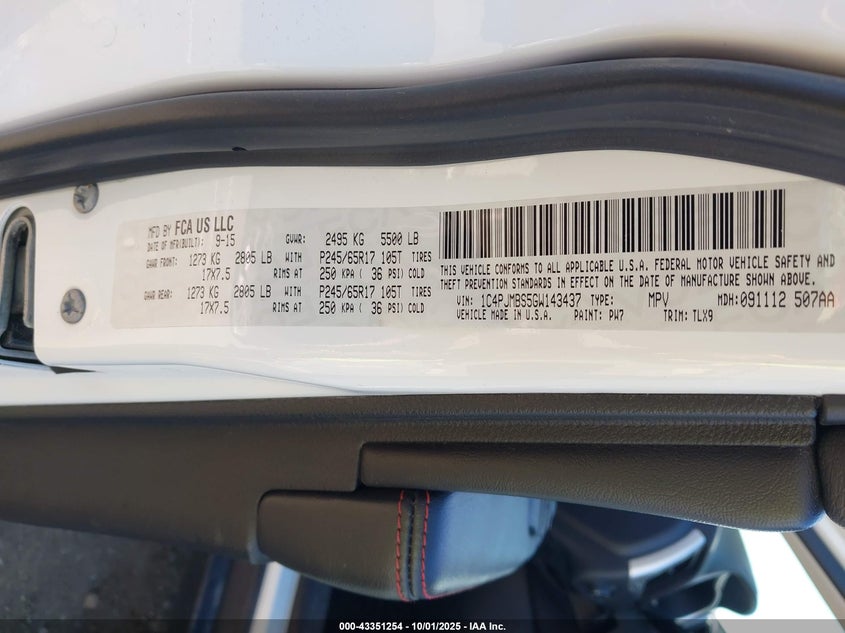 MFD BY FCA US LLC
DATE OF MFR(BUILT): 9-15 GVWR: 2495 KG 5500 LB
GAWR FRONT: 1273 KG 2805 LB WITH P245/65R17 105T TIRES
17X7.5 RIMS AT 250 KPA ( 36 PSI) COLD
GAWR REAR: 1273 KG 2805 LB WITH P245/65R17 105T TIRES
17X7.5 RIMS AT 250 KPA ( 36 PSI) COLD
THIS VEHICLE CONFORMS TO ALL APPLICABLE U.S.A. FEDERAL MOTOR VEHICLE SAFETY AND
THEFT PREVENTION STANDARDS IN EFFECT ON THE DATE OF MANUFACTURE SHOWN ABOVE.
VIN: 1C4PJMBS5GW143437 TYPE: MPV MDH: 091112 507AA
VEHICLE MADE IN U.S.A. PAINT: PW7 TRIM: TLX9
000-43351254 - 10/01/2025 - IAA Inc.